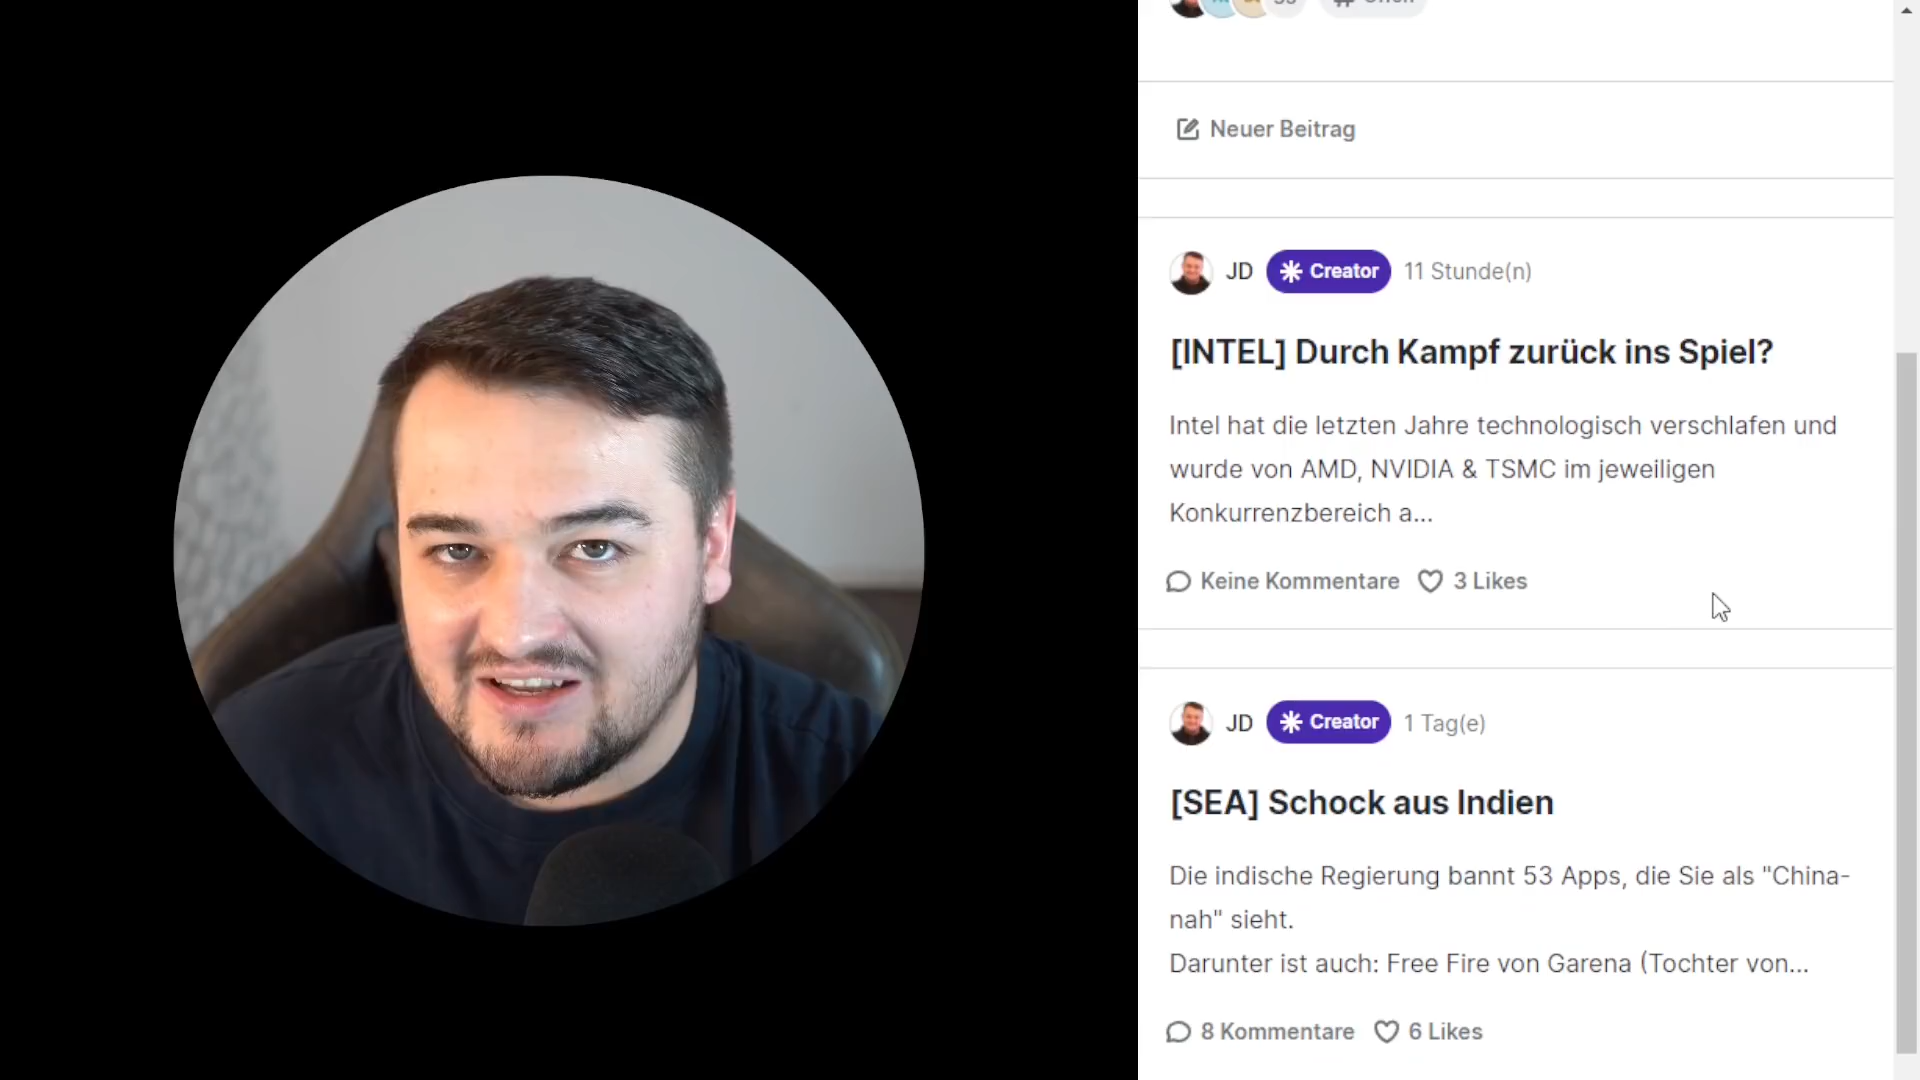 Neuer Beitrag
JD Creator 11 Stunde(n)
[INTEL] Durch Kampf zurück ins Spiel?
Intel hat die letzten Jahre technologisch verschlafen und
wurde von AMD, NVIDIA & TSMC im jeweiligen
Konkurrenzbereich a...
Keine Kommentare 3 Likes
JD Creator 1 Tag(e)
[SEA] Schock aus Indien
Die indische Regierung bannt 53 Apps, die Sie als "China-
nah" sieht.
Darunter ist auch: Free Fire von Garena (Tochter von...
8 Kommentare 6 Likes